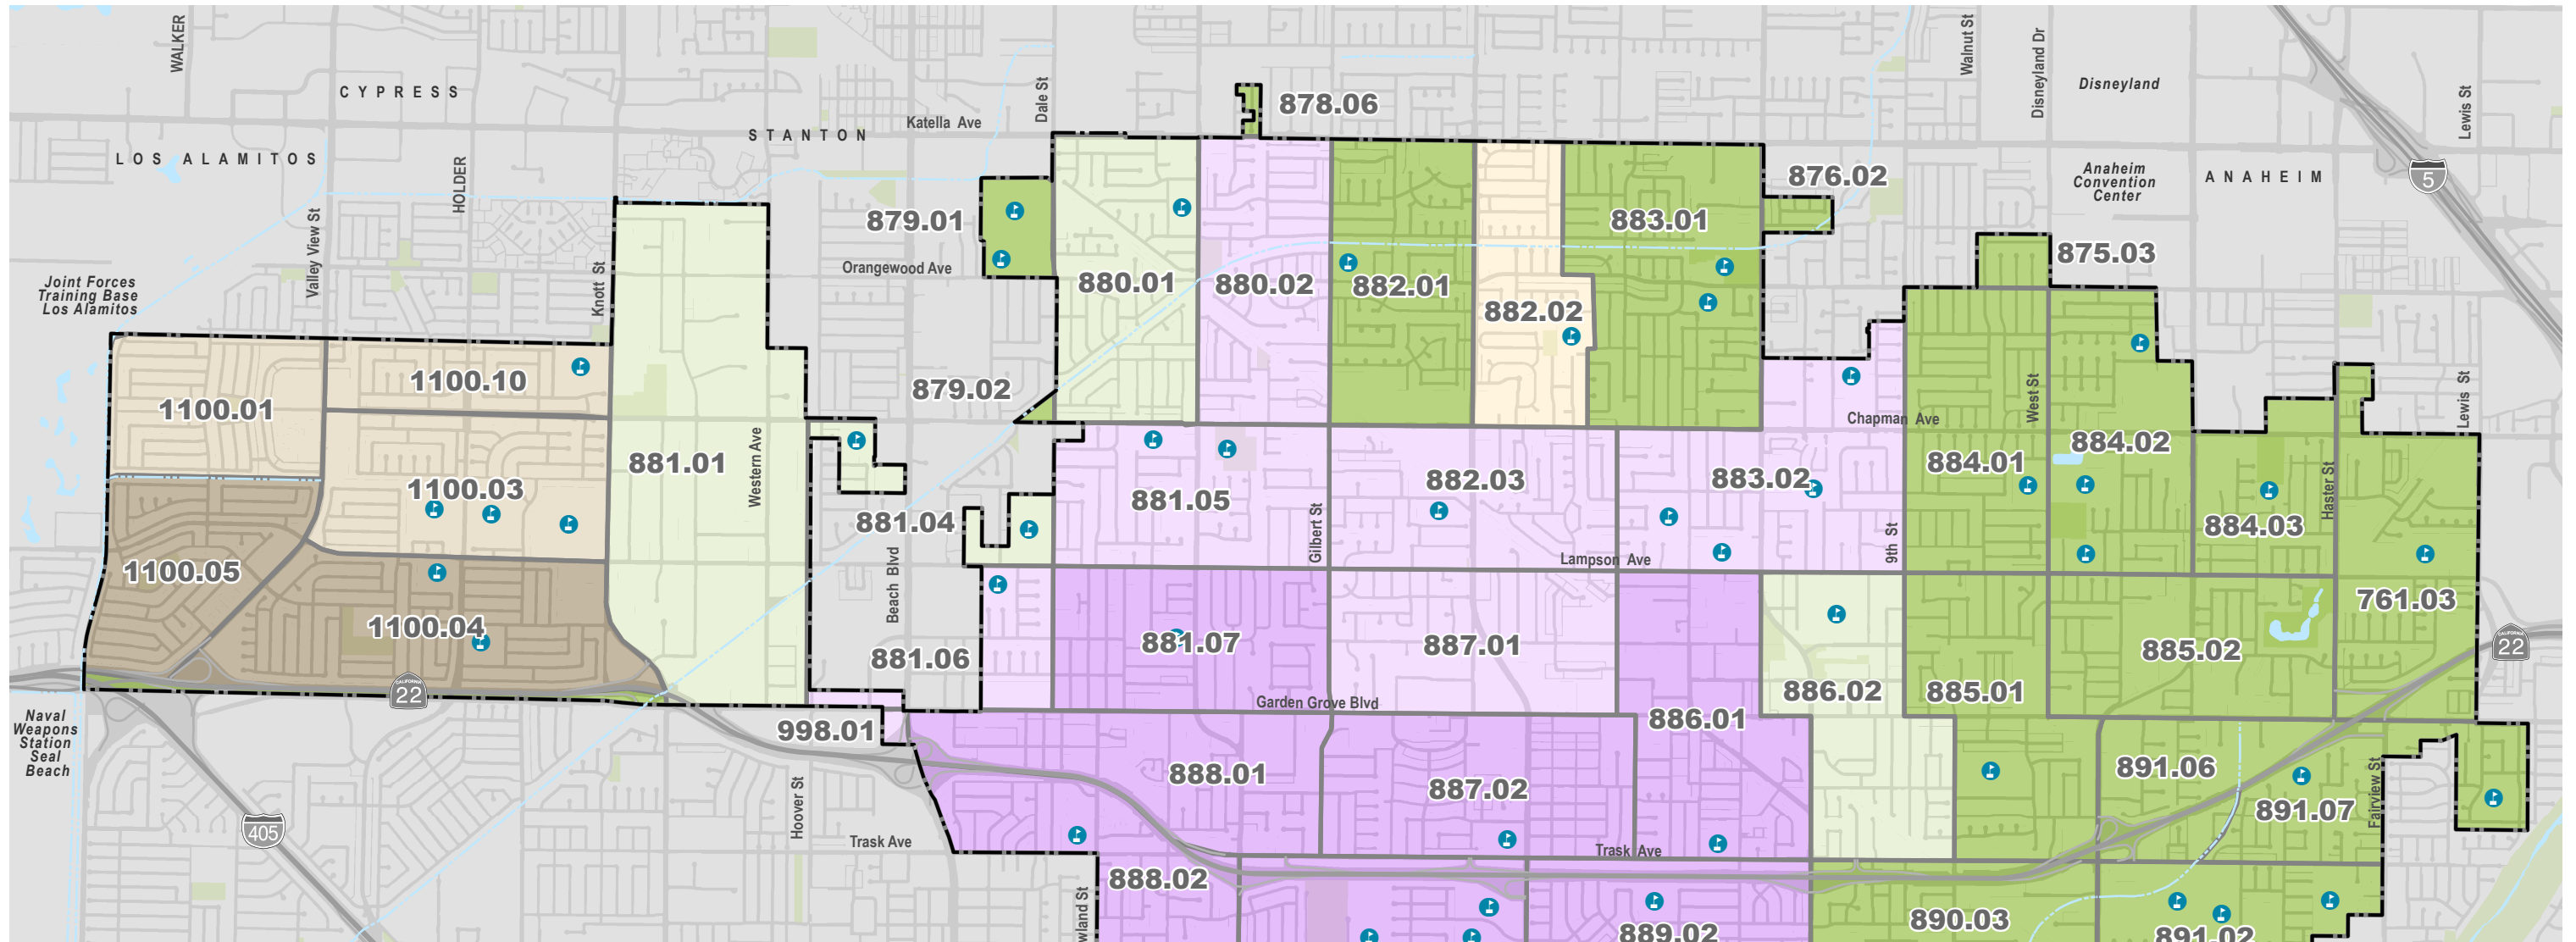 WALKER
CYPRESS
LOS ALAMITOS
STANTON
Katella Ave
Dale St
878.06
Walnut St
Disneyland Dr
Disneyland
Lewis St
HOLDER
Valley View St
Knott St
879.01
Orangewood Ave
876.02
Anaheim
Convention
Center
ANAHEIM
5
883.01
875.03
Joint Forces
Training Base
Los Alamitos
880.01
880.02
882.01
882.02
1100.10
1100.01
879.02
Chapman Ave
West St
Lewis St
884.02
1100.03
881.01
Western Ave
881.05
882.03
883.02
884.01
Haster St
881.04
Gilbert St
9th St
884.03
1100.05
Beach Blvd
Lampson Ave
761.03
1100.04
881.06
881.07
887.01
885.02
22
22
CALIFORNIA
CALIFORNIA
886.02
885.01
Garden Grove Blvd
886.01
Naval
Weapons
Station
Seal
Beach
998.01
888.01
887.02
891.06
891.07
Fairview St
405
Hoover St
Trask Ave
Trask Ave
888.02
wland St
889.02
890.03
891.02